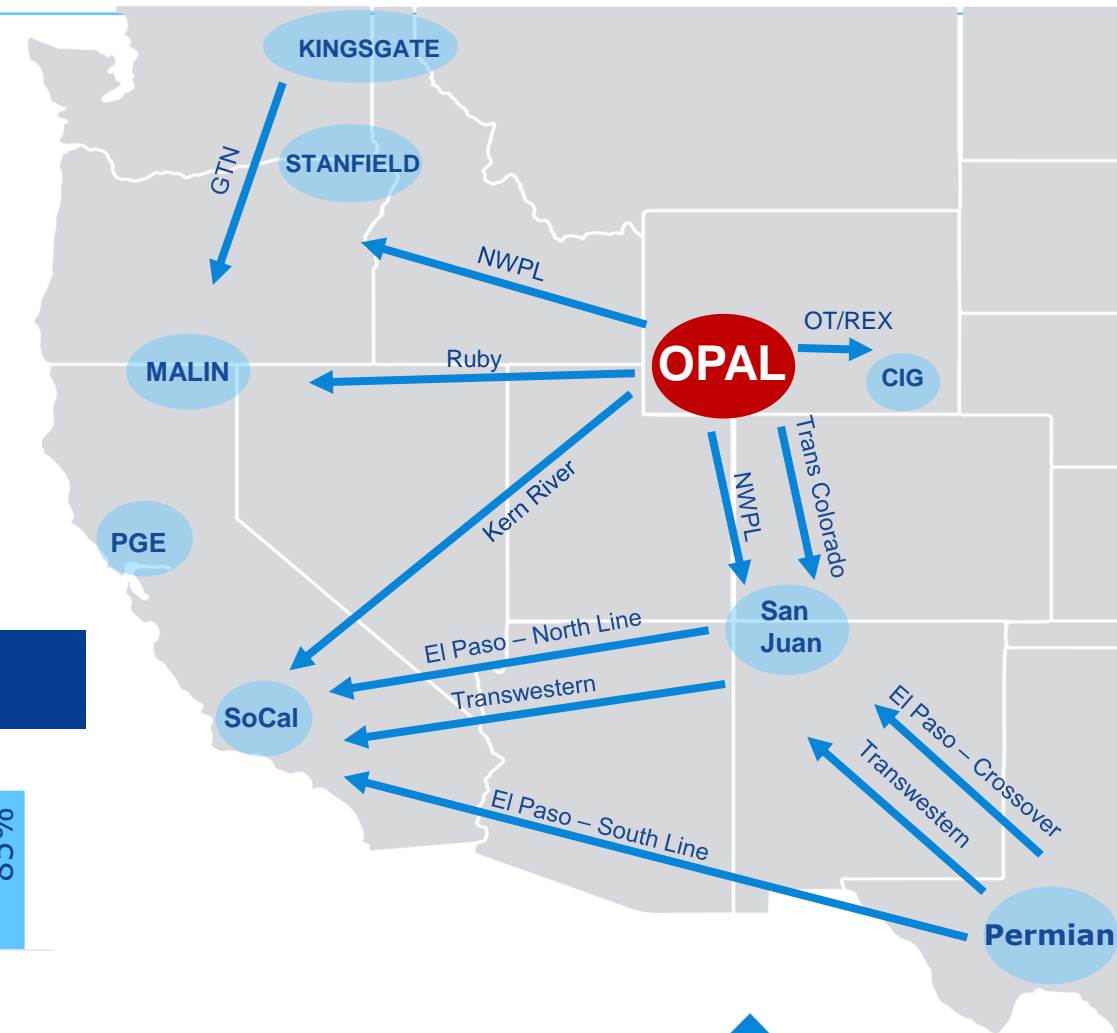 KINGSGATE
GTN
STANFIELD
NWPL
OT/REX
OPAL
MALIN
Ruby
CIG
Kern River
NWPL
Trans Colorado
PGE
San
Juan
El Paso – North Line
Transwestern
SoCal
El Paso – Crossover
Transwestern
El Paso – South Line
85%
Permian